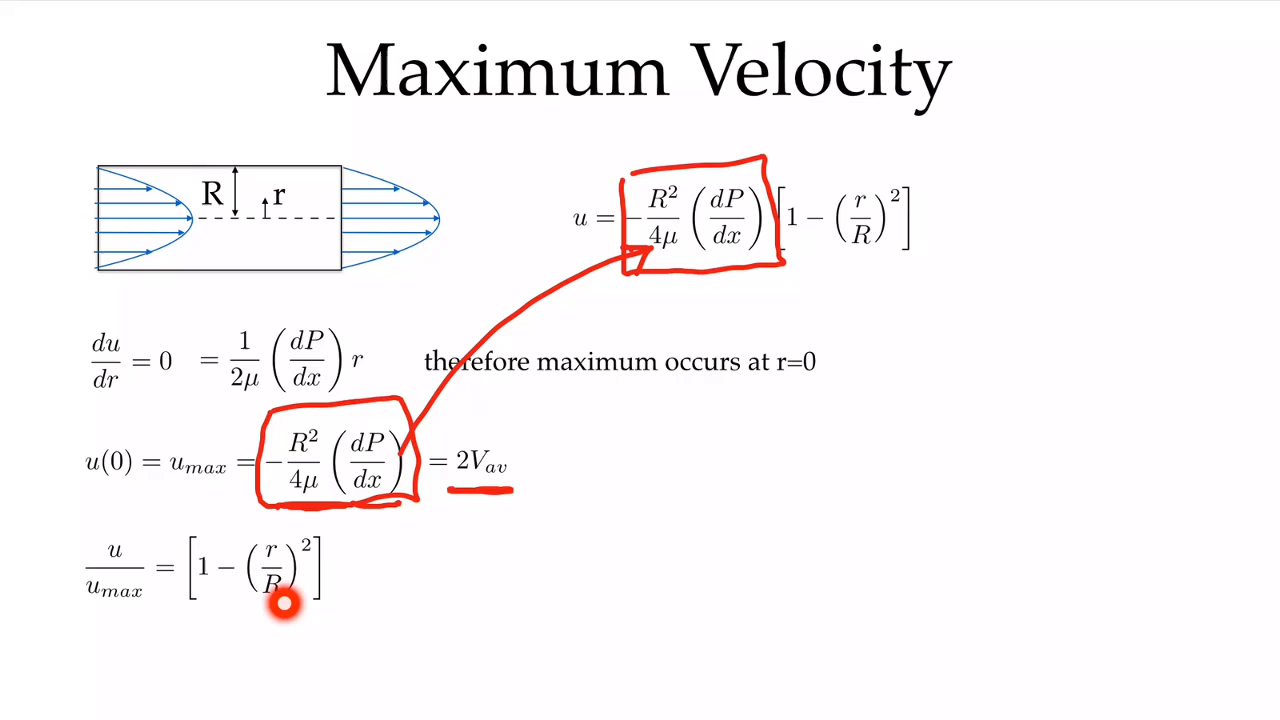 Maximum Velocity
R r
u = −R²/4μ (dP/dx) [1 − (r/R)²]
du/dr = 0 = 1/2μ (dP/dx) r therefore maximum occurs at r=0
u(0) = u_max = −R²/4μ (dP/dx) = 2V_av
u/u_max = [1 − (r/R)²]